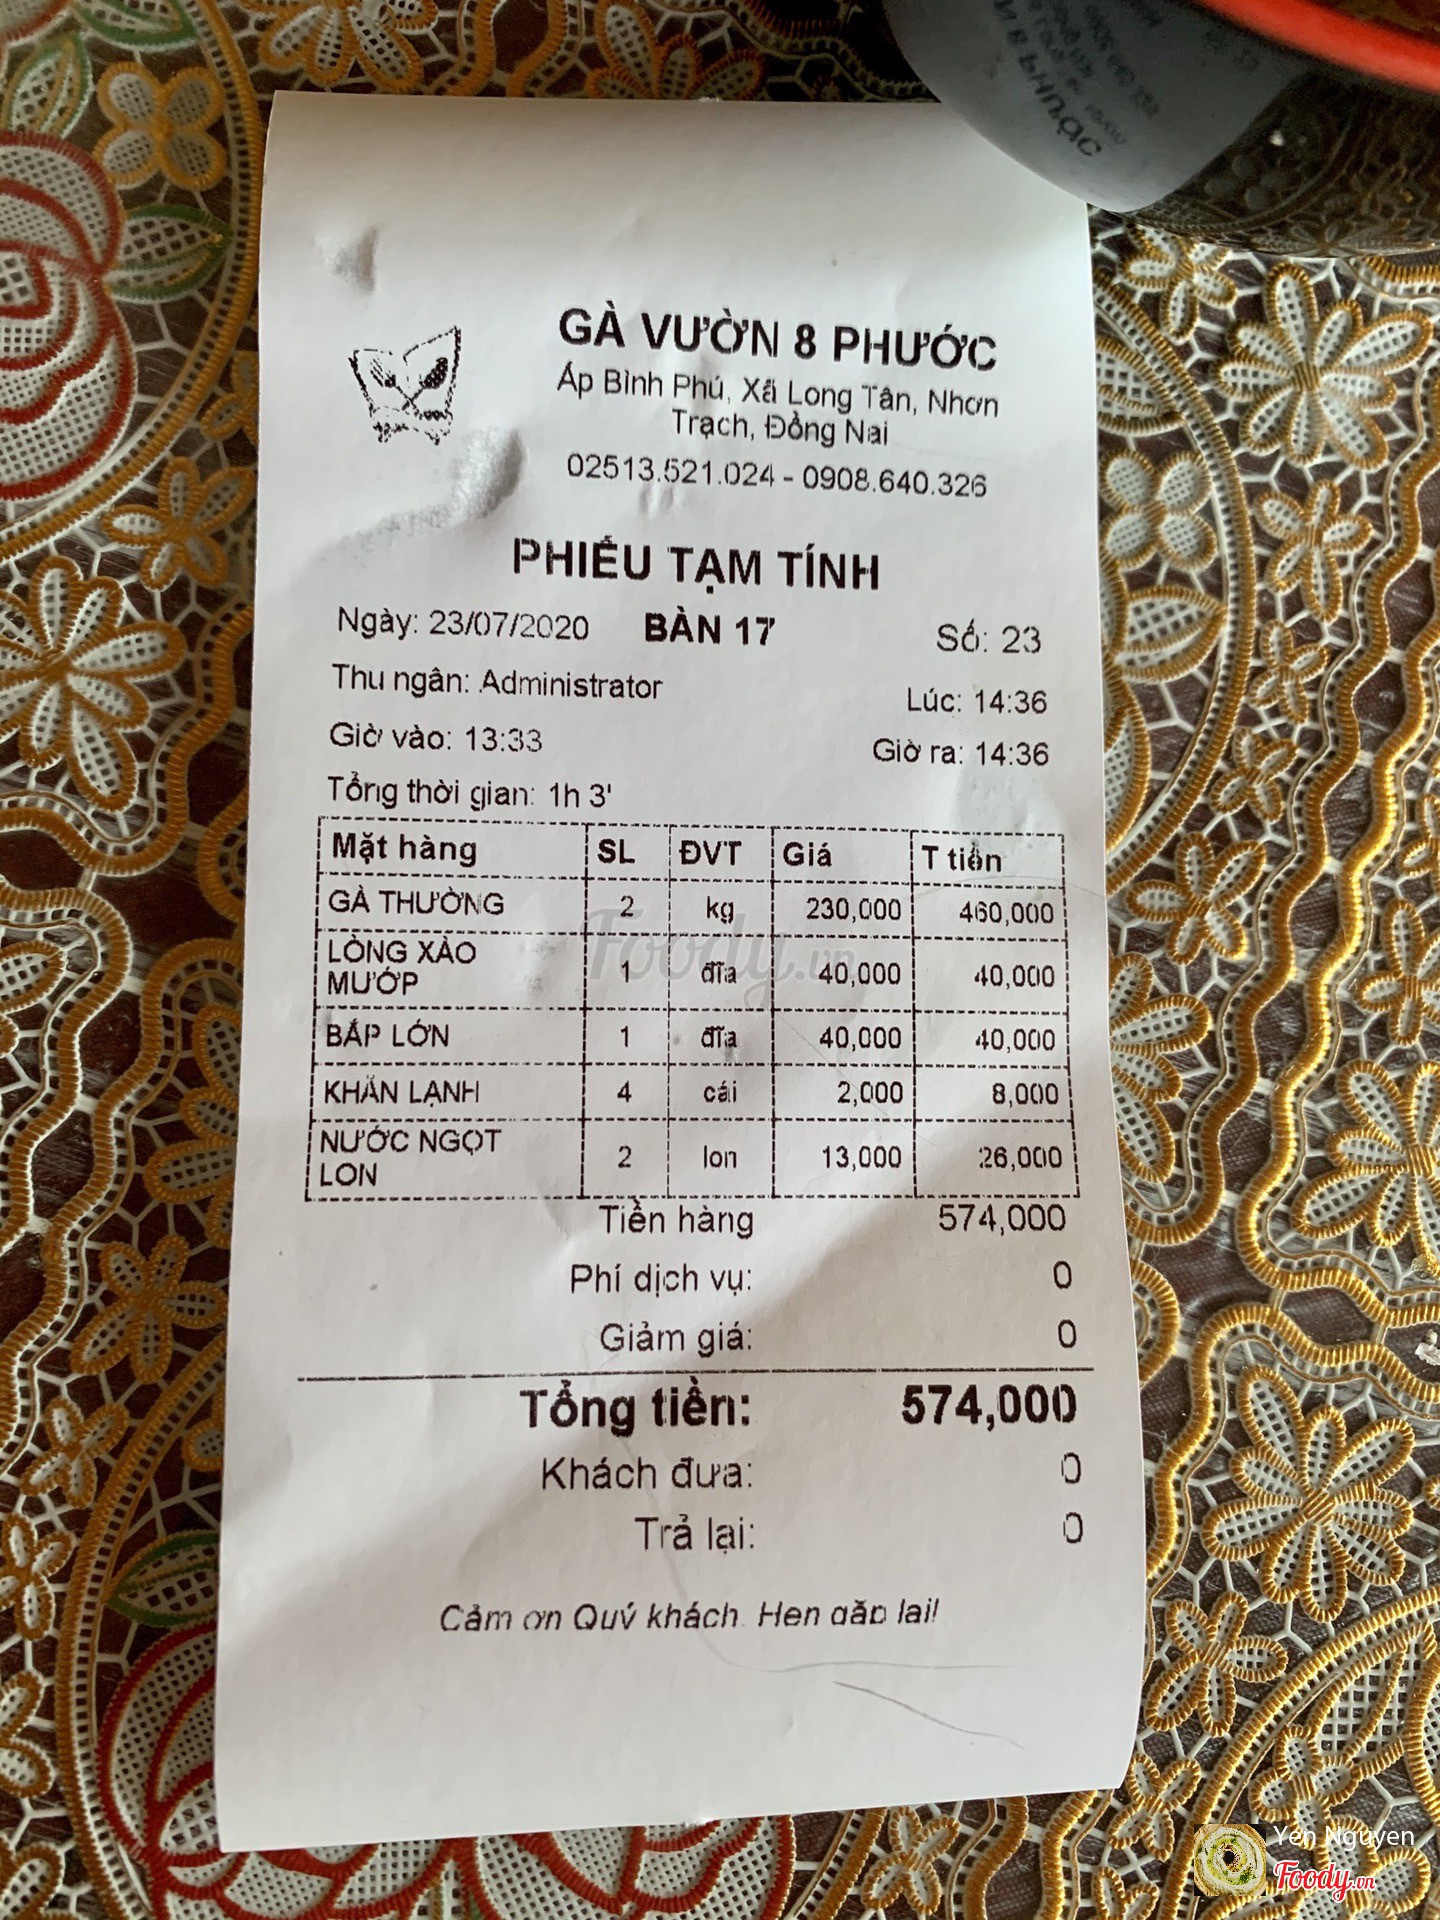 8 PHƯỚC
GÀ VƯỜN 8 PHƯỚC
Ấp Bình Phú, Xã Long Tân, Nhơn
Trạch, Đồng Nai
02513.521.024 - 0908.640.326
PHIẾU TẠM TÍNH
Ngày: 23/07/2020 BÀN 17 Số: 23
Thu ngân: Administrator Lúc: 14:36
Giờ vào: 13:33 Giờ ra: 14:36
Tổng thời gian: 1h 3'
Mặt hàng SL ĐVT Giá T tiền
GÀ THƯỜNG 2 kg 230,000 460,000
LÒNG XÀO
MƯỚP 1 đĩa 40,000 40,000
BẮP LỚN 1 đĩa 40,000 40,000
KHĂN LẠNH 4 cái 2,000 8,000
NƯỚC NGỌT
LON 2 lon 13,000 26,000
Foody.vn
Tiền hàng 574,000
Phí dịch vụ: 0
Giảm giá: 0
Tổng tiền: 574,000
Khách đưa: 0
Trả lại: 0
Cảm ơn Quý khách. Hẹn gặp lại!
Yen Nguyen
Foody.vn